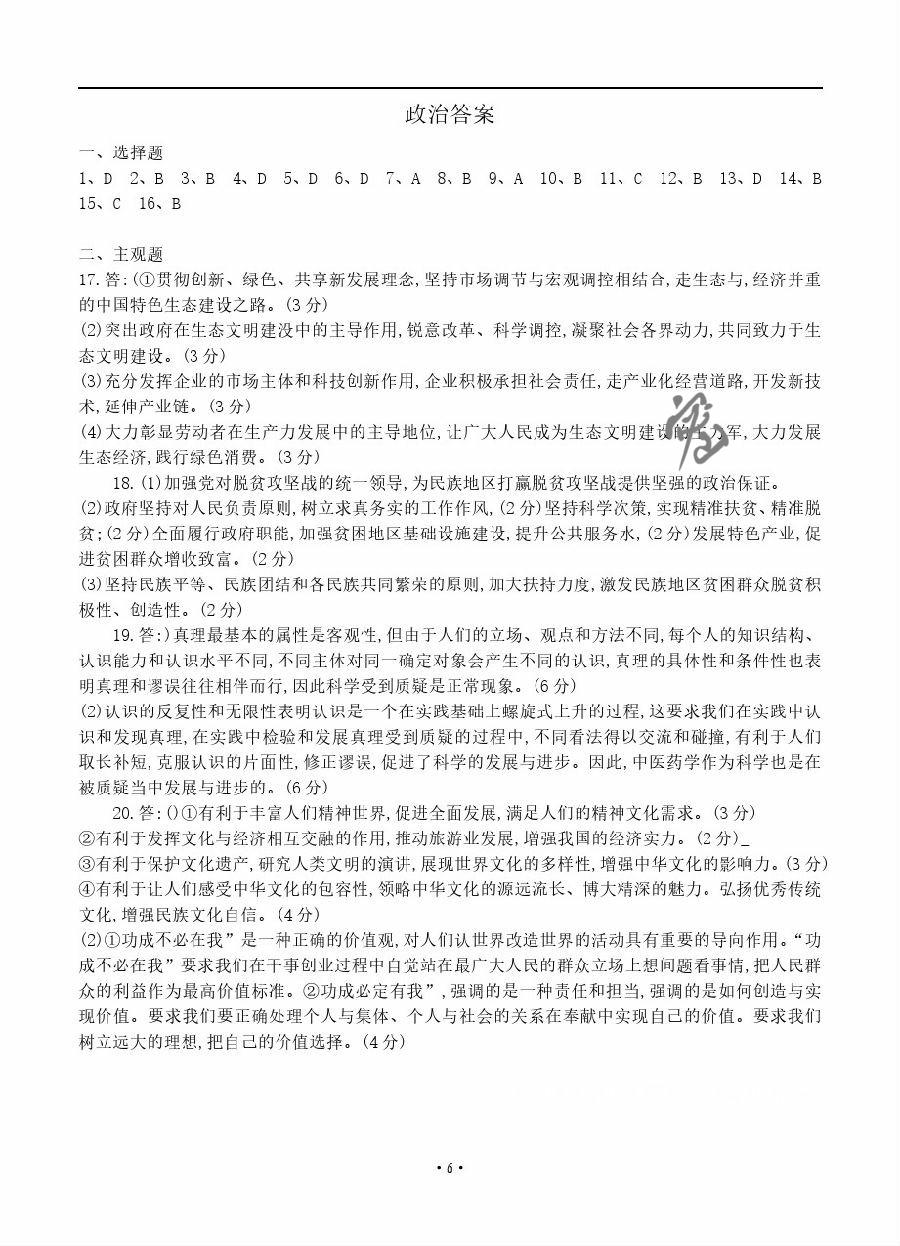 政治答案
一、选择题
1、D 2、B 3、B 4、D 5、D 6、D 7、A 8、B 9、A 10、B 11、C 12、B 13、D 14、B
15、C 16、B
二、主观题
17.答:(①贯彻创新、绿色、共享新发展理念,坚持市场调节与宏观调控相结合,走生态与,经济并重
的中国特色生态建设之路。(3分)
(2)突出政府在生态文明建没中的主导作用,锐意改革、科学调控,凝聚社会各界动力,共同致力于生
态文明建设。(3分)
(3)充分发挥企业的市场主体和科技创新作用,企业积极承担社会责任,走产业化经营道路,开发新技
术,延伸产业链。(3分)
(4)大力彰显劳动者在生产力发展中的主导地位,让广大人民成为生态文明建设的主力军,大力发展
生态经济,践行绿色消费。(3分)
18.(1)加强党对脱贫攻坚战的统一领导,为民族地区打赢脱贫攻坚战提供坚强的政治保证。
(2)政府坚持对人民负责原则,树立求真务实的工作作风,(2分)坚持科学次策,实现精准扶贫、精准脱
贫;(2分)全面履行政府职能,加强贫困地区基础设施建设,提升公共服务水,(2分)发展特色产业,促
进贫困群众增收致富。(2分)
(3)坚持民族平等、民族团结和各民族共同繁荣的原则,加大扶持力度,激发民族地区贫困群众脱贫积
极性、创造性。(2分)
19.答:)真理最基本的属性是客观性,但由于人们的立场、观点和方法不同,每个人的知识结构、
认识能力和认识水平不同,不同主休对同一确定对象会产生不同的认识,真理的具休性和条件性也表
明真理和谬误往往相伴而行,因此科学受到质疑是正常现象。(6分)
(2)认识的反复性和无限性表明认识是一个在实践基础上螺旋式上升的过程,这要求我们在实践中认
识和发现真理,在实践中检验和发展真理受到质疑的过程中,不同看法得以交流和碰撞,有利于人们
取长补短,克服认识的片面性,修正谬误,促进了科学的发展与进步。因此,中医药学作为科学也是在
被质疑当中发展与进步的。(6分)
20.答:()①有利于丰富人们精神世界,促进全面发展,满足人们的精神文化需求。(3分)
②有利于发挥文化与经济相互交融的作用,推动旅游业发展,增强我国的经济实力。(2分)_
③有利于保护文化遗产,研究人类文明的演讲,展现世界文化的多样性,增强中华文化的影响力。(3分)
④有利于让人们感受中华文化的包容性,领略中华文化的源远流长、博大精深的魅力。弘扬优秀传统
文化,增强民族文化自信。(4分)
(2)①功成不必在我”是一种正确的价值观,对人们认世界改造世界的活动具有重要的导向作用。“功
成不必在我”要求我们在干事创业过程中自觉站在最广大人民的群众立场上想间题看事情,把人民群
众的利益作为最高价值标准。②功成必定有我”,强调的是一种责任和担当,强调的是如何创造与实
现价值。要求我们要正确处理个人与集体、个人与社会的关系在奉献中实现自己的价值。要求我们
树立远大的理想,把自己的价值选择。(4分)
·6·